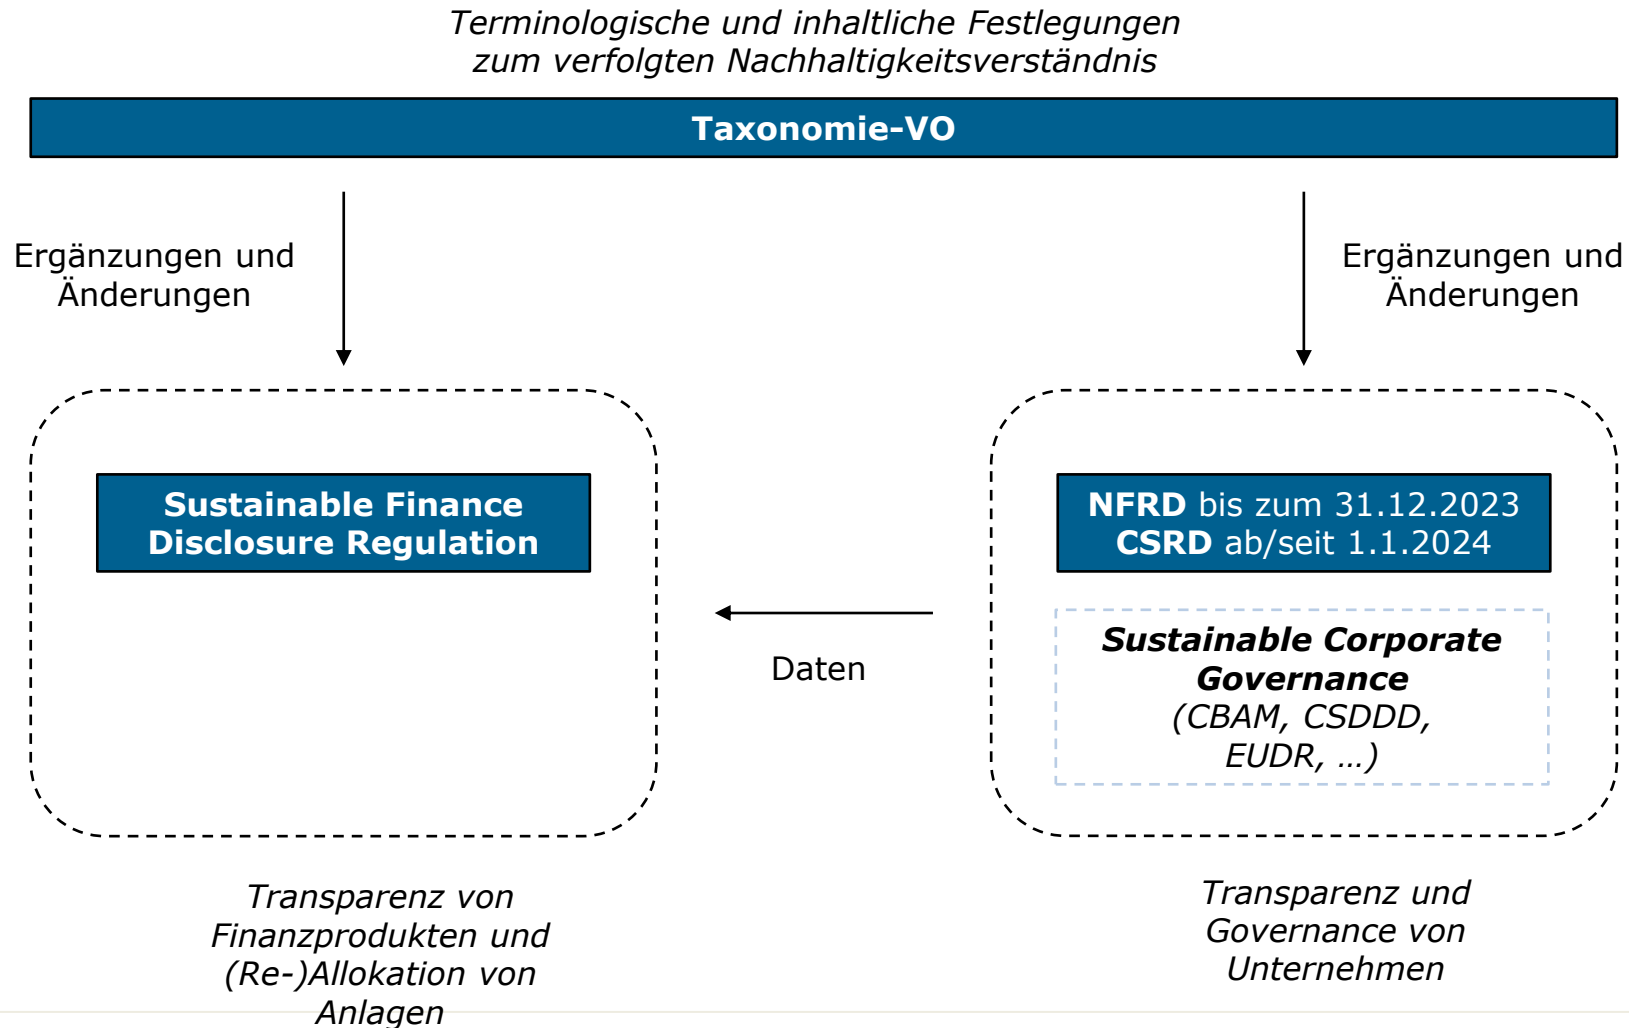 Terminologische und inhaltliche Festlegungen
zum verfolgten Nachhaltigkeitsverständnis
Taxonomie-VO
Ergänzungen und
Änderungen
Ergänzungen und
Änderungen
Sustainable Finance
Disclosure Regulation
NFRD bis zum 31.12.2023
CSRD ab/seit 1.1.2024
Daten
Sustainable Corporate
Governance
(CBAM, CSDDD,
EUDR, …)
Transparenz von
Finanzprodukten und
(Re-)Allokation von
Anlagen
Transparenz und
Governance von
Unternehmen